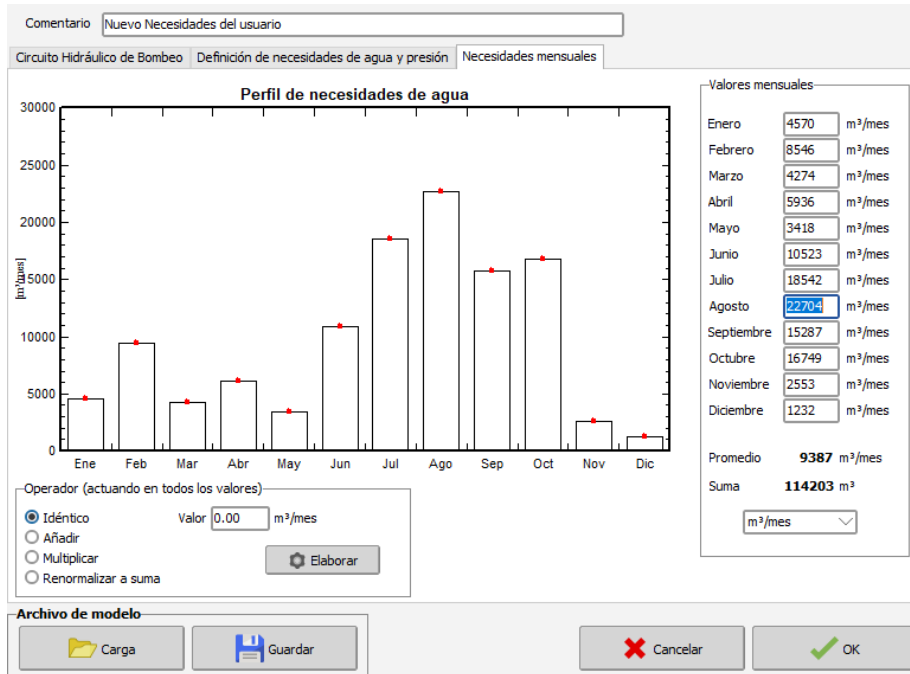 Comentario Nuevo Necesidades del usuario
Circuito Hidráulico de Bombeo Definición de necesidades de agua y presión Necesidades mensuales
Perfil de necesidades de agua
30000
25000
20000
15000
10000
5000
0
[m³/mes]
Ene Feb Mar Abr May Jun Jul Ago Sep Oct Nov Dic
Valores mensuales
Enero 4570 m³/mes
Febrero 8546 m³/mes
Marzo 4274 m³/mes
Abril 5936 m³/mes
Mayo 3418 m³/mes
Junio 10523 m³/mes
Julio 18542 m³/mes
Agosto 22704 m³/mes
Septiembre 15287 m³/mes
Octubre 16749 m³/mes
Noviembre 2553 m³/mes
Diciembre 1232 m³/mes
Promedio 9387 m³/mes
Suma 114203 m³
m³/mes
Operador (actuando en todos los valores)
Idéntico Valor 0.00 m³/mes
Añadir
Multiplicar
Elaborar
Renormalizar a suma
Archivo de modelo
Carga Guardar Cancelar OK